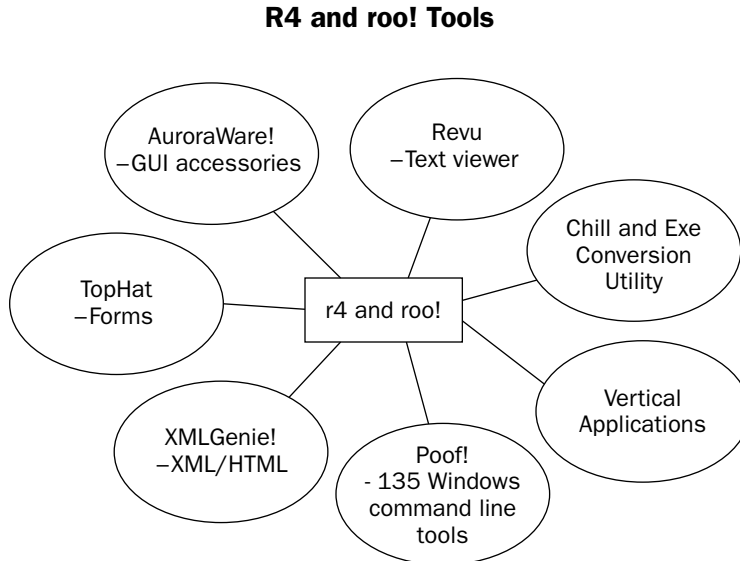 R4 and roo! Tools
AuroraWare!
–GUI accessories
Revu
–Text viewer
Chill and Exe
Conversion
Utility
TopHat
–Forms
r4 and roo!
Vertical
Applications
XMLGenie!
–XML/HTML
Poof!
- 135 Windows
command line
tools